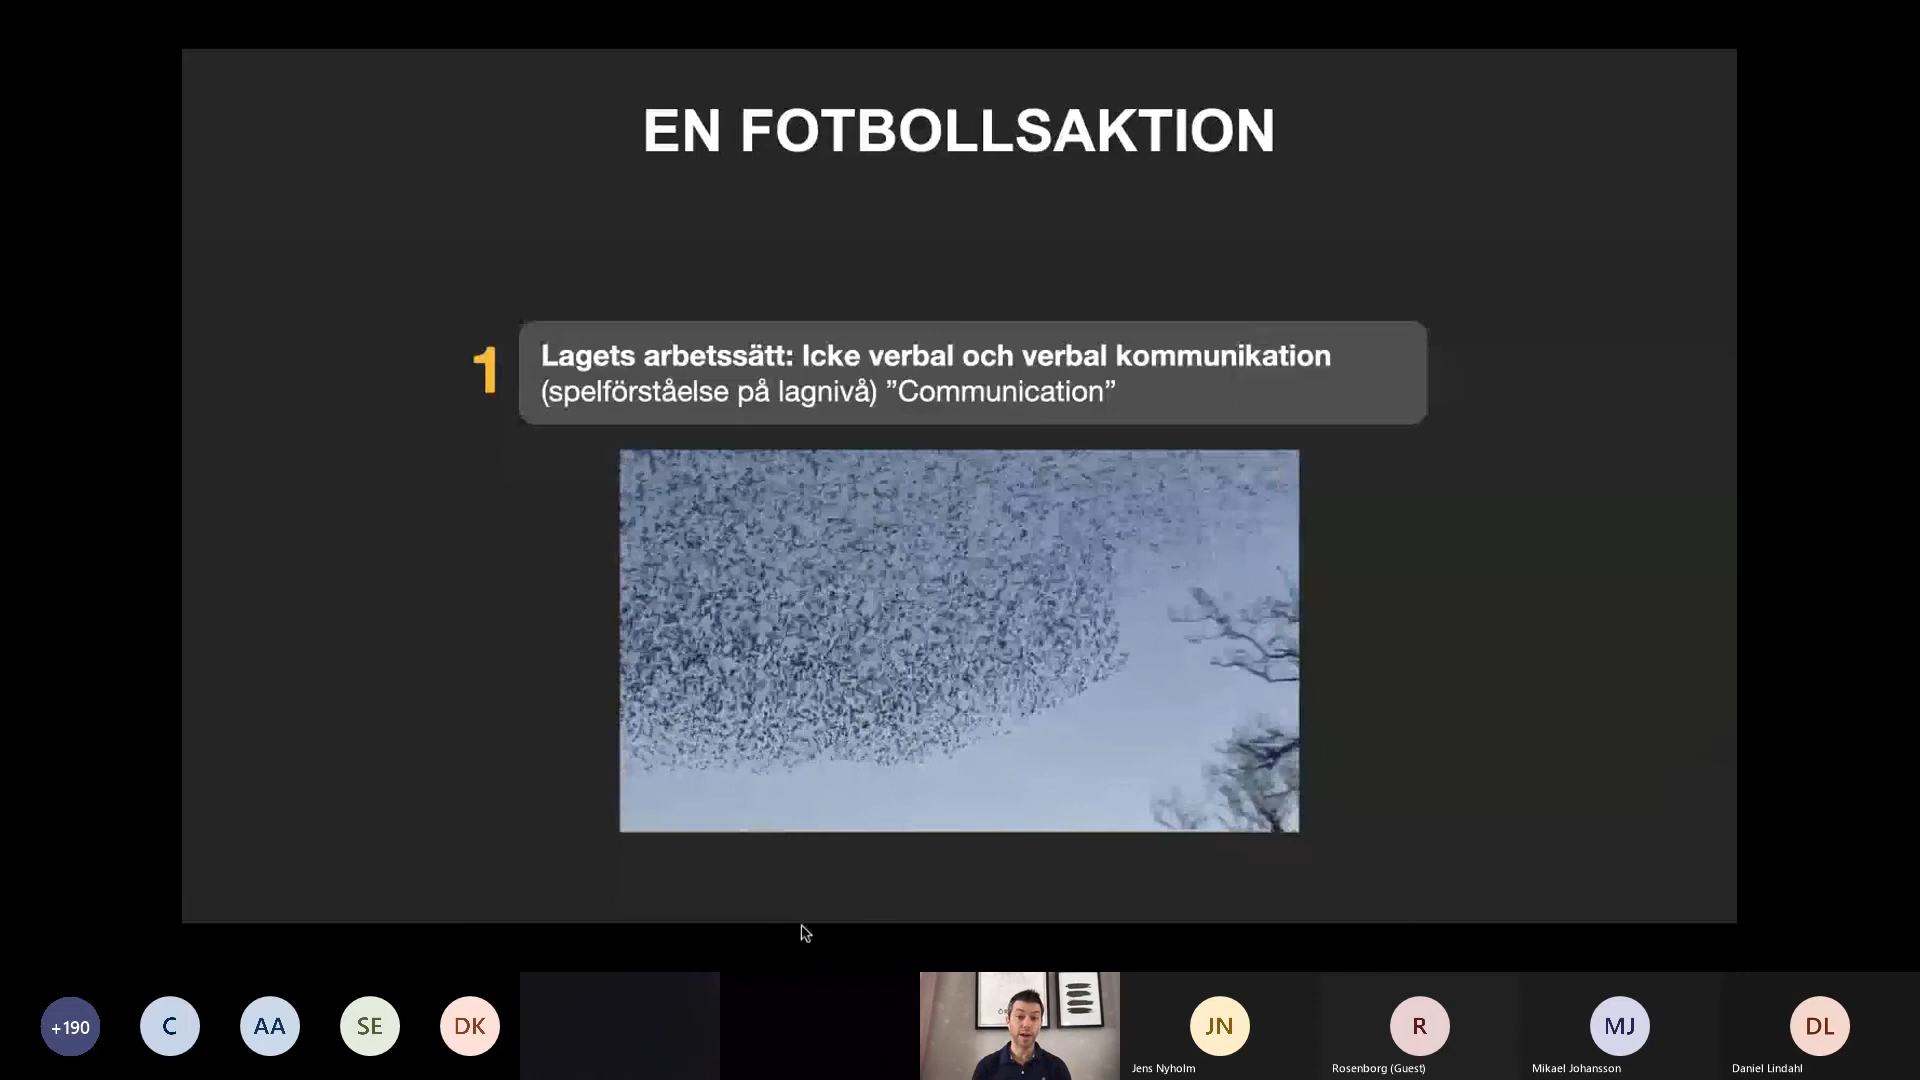 EN FOTBOLLSAKTION
1
Lagets arbetssätt: Icke verbal och verbal kommunikation
(spelförståelse på lagnivå) ”Communication”
+190
C
AA
SE
DK
JN
Jens Nyholm
R
Rosenborg (Guest)
MJ
Mikael Johansson
DL
Daniel Lindahl